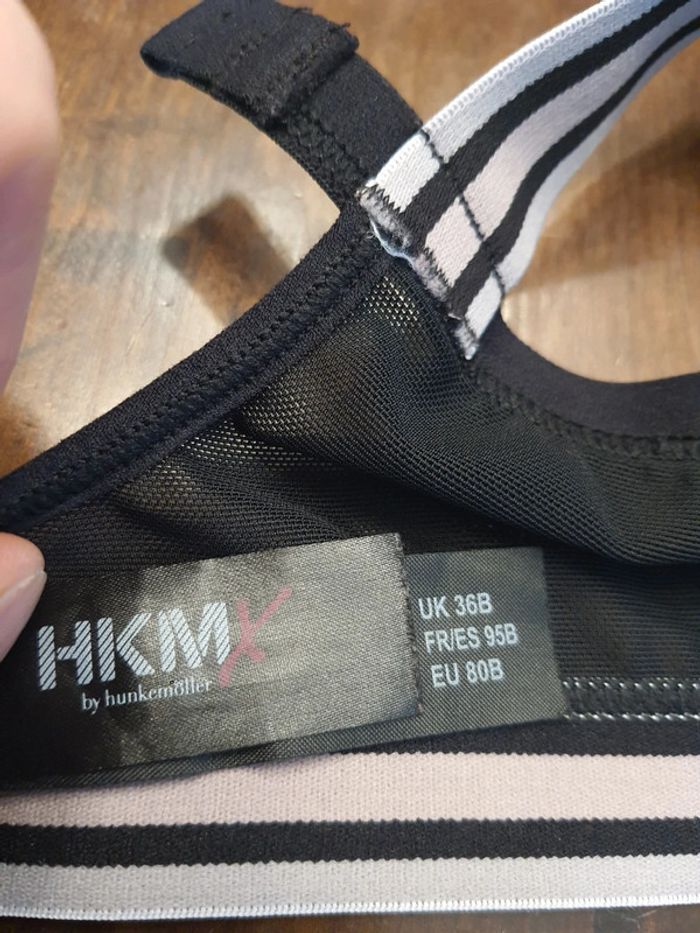 HKMX
by hunkemöller
UK 36B
FR/ES 95B
EU 80B